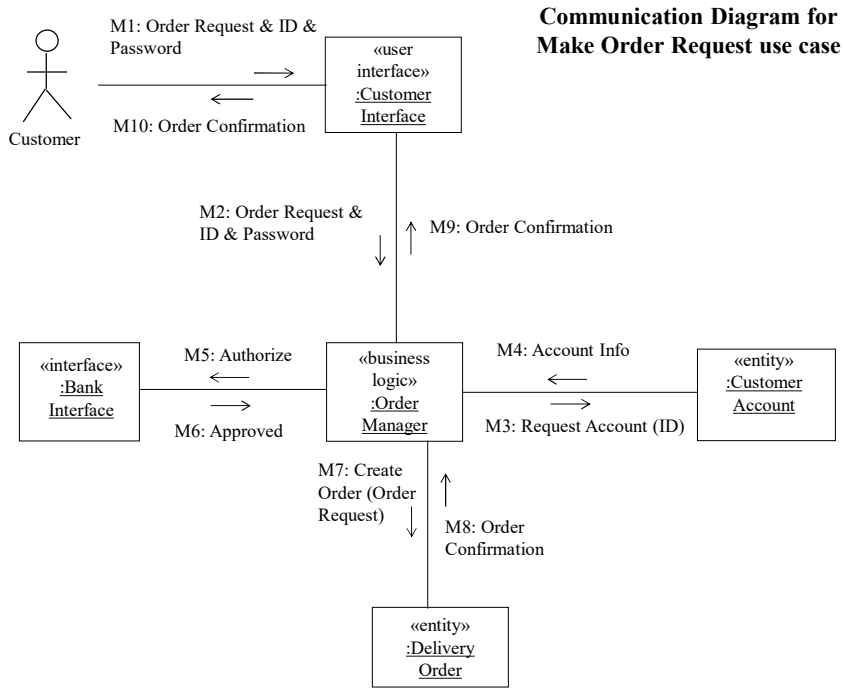 Communication Diagram for
Make Order Request use case
M1: Order Request & ID &
Password
«user
interface»
:Customer
Interface
M10: Order Confirmation
Customer
M2: Order Request &
ID & Password
M9: Order Confirmation
«interface»
:Bank
Interface
M5: Authorize
M6: Approved
«business
logic»
:Order
Manager
M4: Account Info
M3: Request Account (ID)
«entity»
:Customer
Account
M7: Create
Order (Order
Request)
M8: Order
Confirmation
«entity»
:Delivery
Order